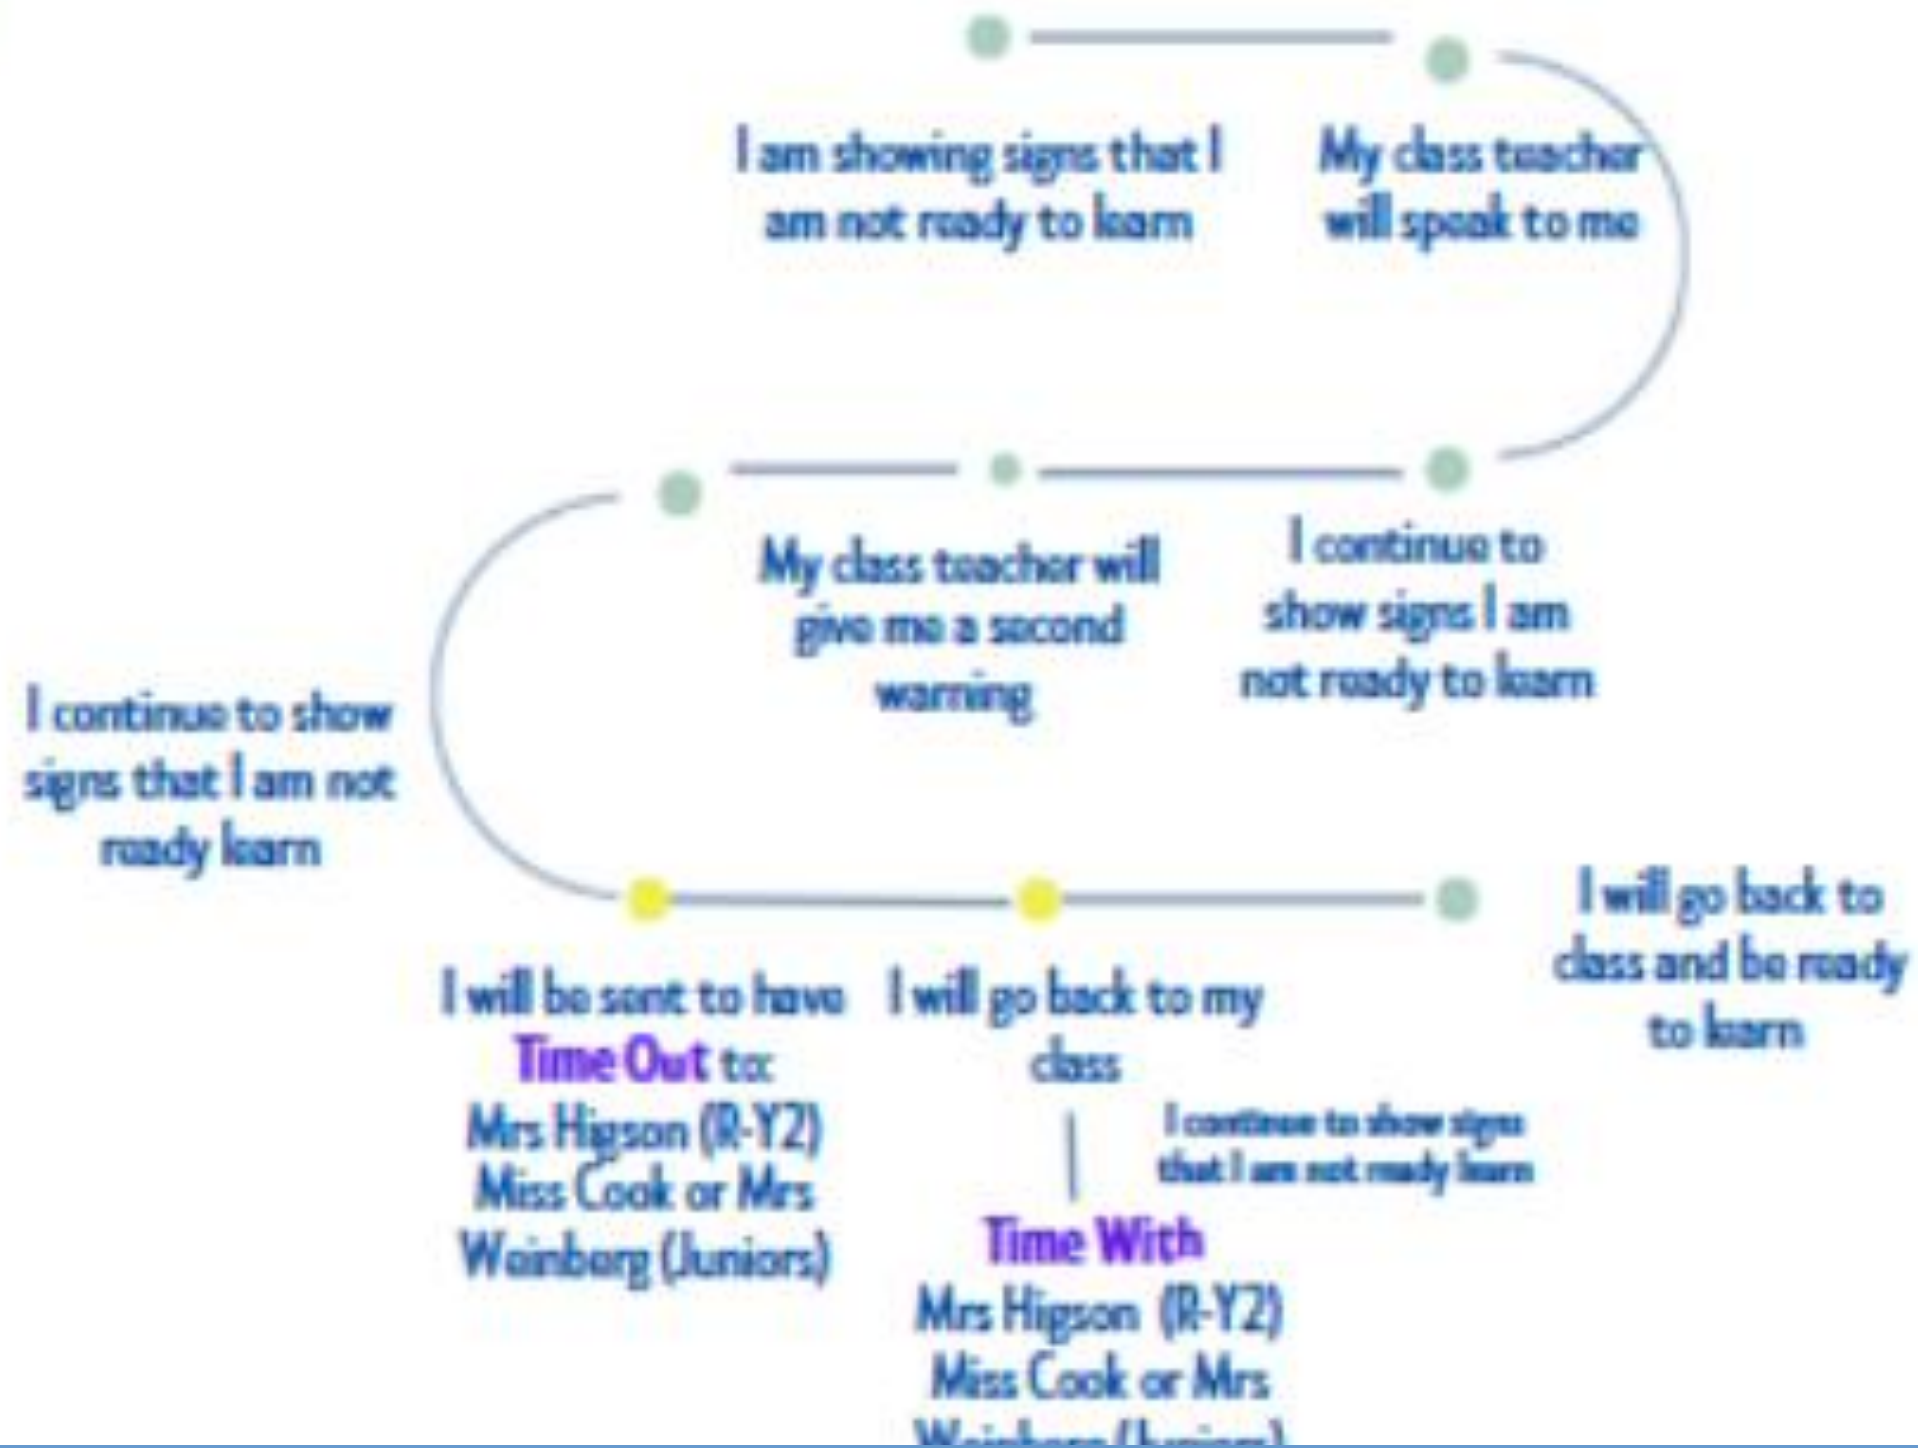 I am showing signs that I
am not ready to learn
My class teacher
will speak to me
I continue to
show signs I am
not ready to learn
My class teacher will
give me a second
warning
I continue to show
signs that I am not
ready learn
I will be sent to have
Time Out to:
Mrs Higson (R-Y2)
Miss Cook or Mrs
Weinberg (Juniors)
I will go back to my
class
I continue to show signs
that I am not ready learn
Time With
Mrs Higson (R-Y2)
Miss Cook or Mrs
Weinberg (Juniors)
I will go back to
class and be ready
to learn